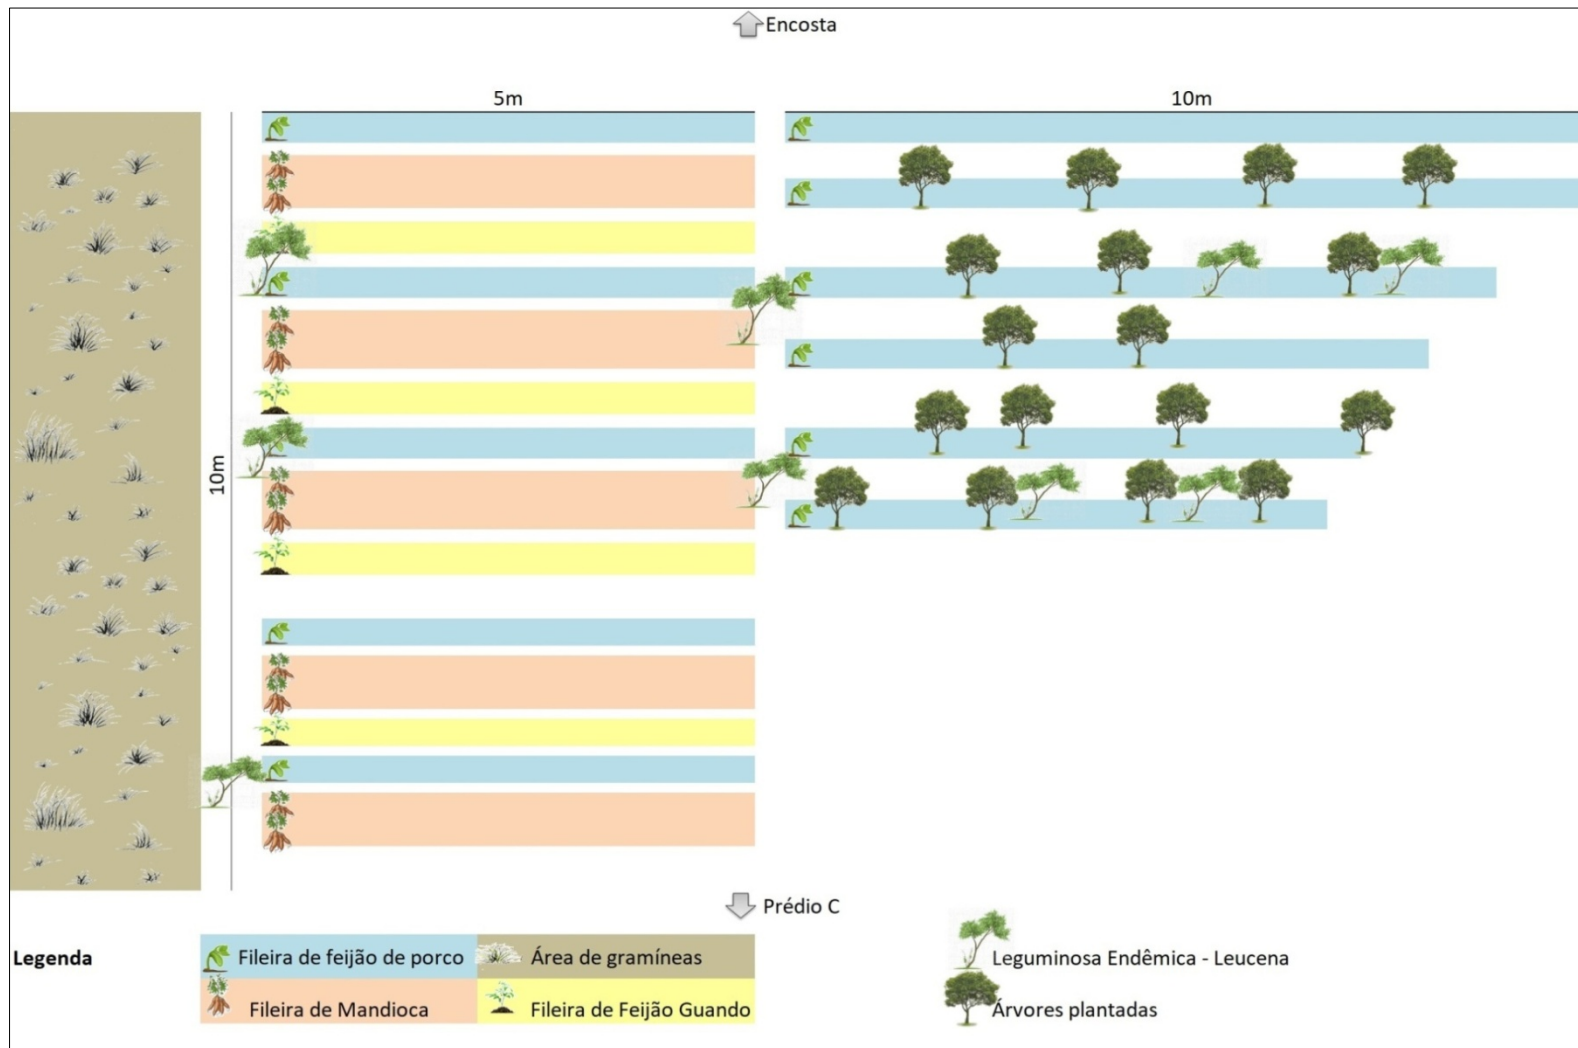 Encosta
5m
10m
10m
Prédio C
Legenda
Fileira de feijão de porco
Área de gramíneas
Leguminosa Endêmica - Leucena
Fileira de Mandioca
Fileira de Feijão Guando
Árvores plantadas